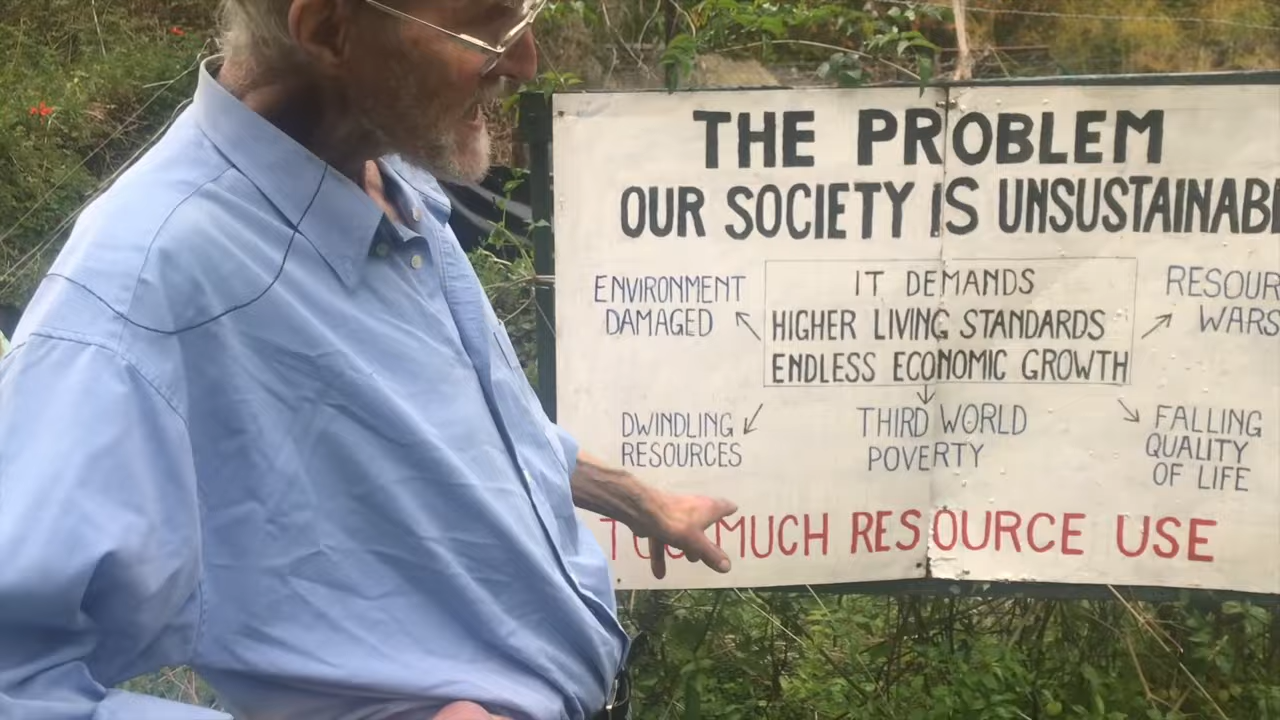 THE PROBLEM
OUR SOCIETY IS UNSUSTAINAB
ENVIRONMENT
DAMAGED
IT DEMANDS
HIGHER LIVING STANDARDS
ENDLESS ECONOMIC GROWTH
RESOUR
WARS
DWINDLING
RESOURCES
THIRD WORLD
POVERTY
FALLING
QUALITY
OF LIFE
TOO MUCH RESOURCE USE